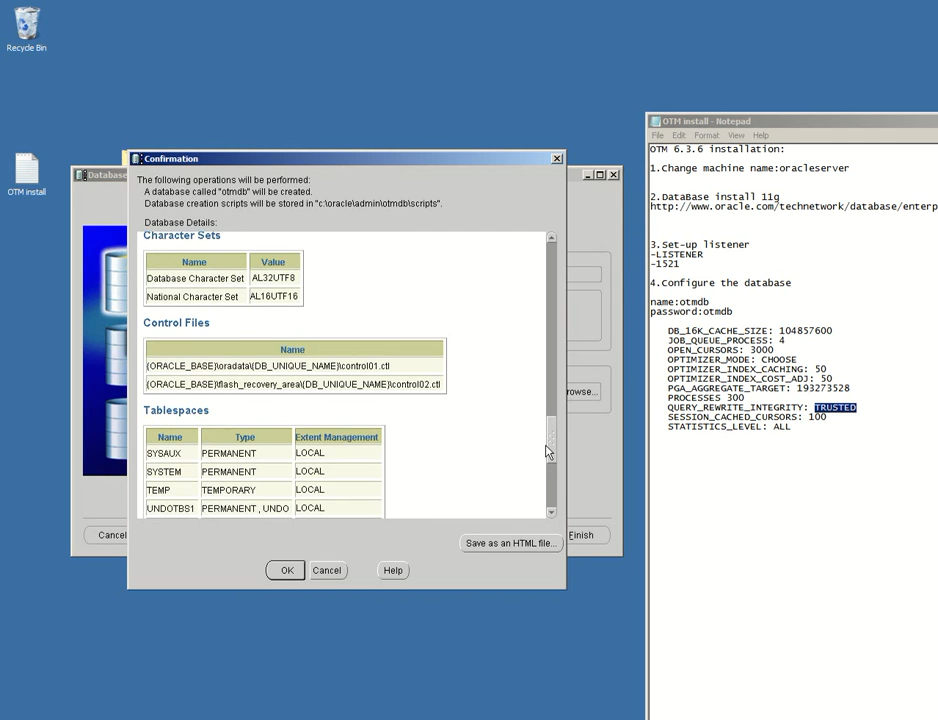 Recycle Bin
OTM install
Database
Confirmation
The following operations will be performed:
A database called "otmdb" will be created.
Database creation scripts will be stored in "c:\oracle\admin\otmdb\scripts".
Database Details:
Character Sets
Name Value
Database Character Set AL32UTF8
National Character Set AL16UTF16
Control Files
Name
{ORACLE_BASE}\oradata\{DB_UNIQUE_NAME}\control01.ctl
{ORACLE_BASE}\flash_recovery_area\{DB_UNIQUE_NAME}\control02.ctl
Tablespaces
Name Type Extent Management
SYSAUX PERMANENT LOCAL
SYSTEM PERMANENT LOCAL
TEMP TEMPORARY LOCAL
UNDOTBS1 PERMANENT , UNDO LOCAL
Save as an HTML file...
OK Cancel Help
Cancel
rowse...
Finish
OTM install - Notepad
File Edit Format View Help
OTM 6.3.6 installation:
1.Change machine name:oracleserver
2.DataBase install 11g
http://www.oracle.com/technetwork/database/enterp
3.Set-up listener
-LISTENER
-1521
4.Configure the database
name:otmdb
password:otmdb
DB_16K_CACHE_SIZE: 104857600
JOB_QUEUE_PROCESS: 4
OPEN_CURSORS: 3000
OPTIMIZER_MODE: CHOOSE
OPTIMIZER_INDEX_CACHING: 50
OPTIMIZER_INDEX_COST_ADJ: 50
PGA_AGGREGATE_TARGET: 193273528
PROCESSES 300
QUERY_REWRITE_INTEGRITY: TRUSTED
SESSION_CACHED_CURSORS: 100
STATISTICS_LEVEL: ALL